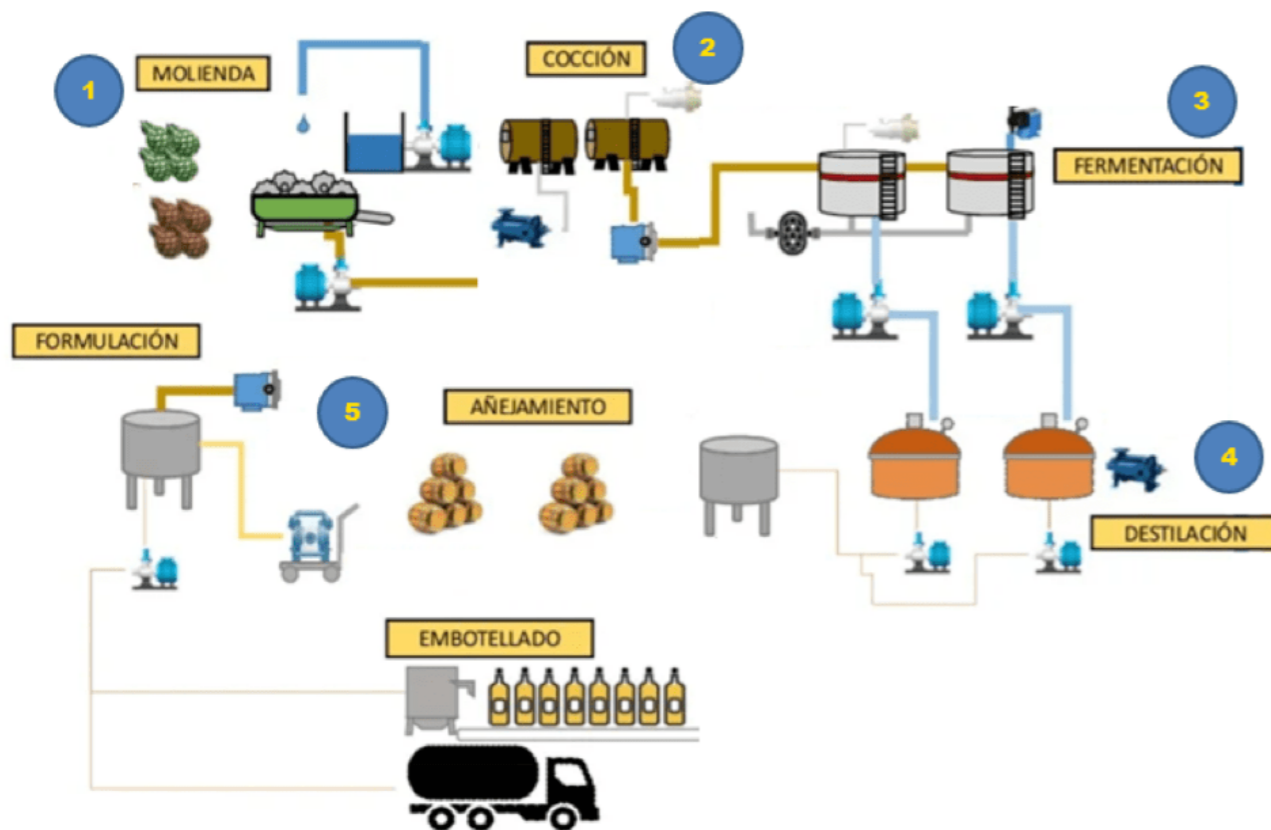 1
MOLIENDA
COCCIÓN
2
3
FERMENTACIÓN
FORMULACIÓN
5
AÑEJAMIENTO
4
DESTILACIÓN
EMBOTELLADO